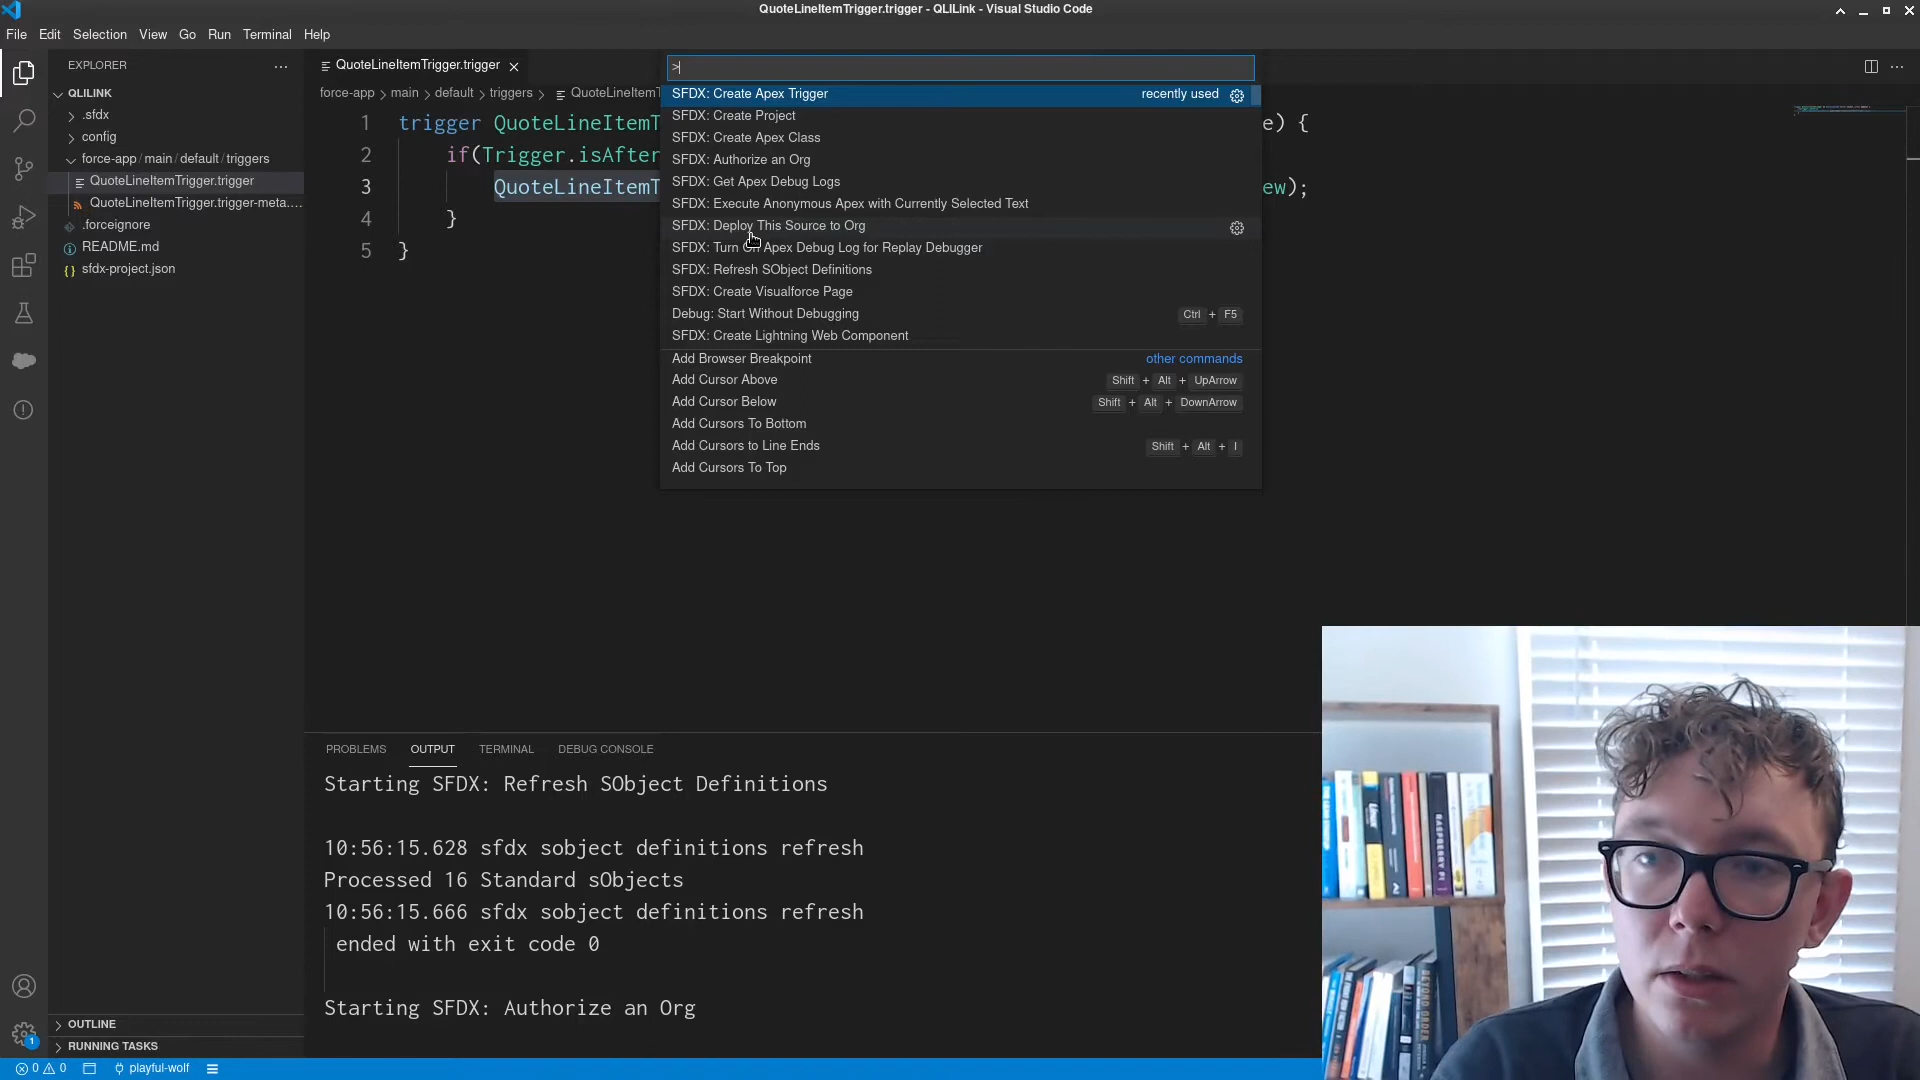 QuoteLineItemTrigger.trigger - QLILink - Visual Studio Code
File Edit Selection View Go Run Terminal Help
EXPLORER
QLILINK
.sfdx
config
force-app / main / default / triggers
QuoteLineItemTrigger.trigger
QuoteLineItemTrigger.trigger-meta....
.forceignore
README.md
sfdx-project.json
OUTLINE
RUNNING TASKS
QuoteLineItemTrigger.trigger
force-app > main > default > triggers > QuoteLineItemT
1 trigger QuoteLineItemT e) {
2 if(Trigger.isAfter
3 QuoteLineItemT ew);
4 }
5 }
>
SFDX: Create Apex Trigger recently used
SFDX: Create Project
SFDX: Create Apex Class
SFDX: Authorize an Org
SFDX: Get Apex Debug Logs
SFDX: Execute Anonymous Apex with Currently Selected Text
SFDX: Deploy This Source to Org
SFDX: Turn On Apex Debug Log for Replay Debugger
SFDX: Refresh SObject Definitions
SFDX: Create Visualforce Page
Debug: Start Without Debugging Ctrl + F5
SFDX: Create Lightning Web Component
Add Browser Breakpoint other commands
Add Cursor Above Shift + Alt + UpArrow
Add Cursor Below Shift + Alt + DownArrow
Add Cursors To Bottom
Add Cursors to Line Ends Shift + Alt + I
Add Cursors To Top
PROBLEMS OUTPUT TERMINAL DEBUG CONSOLE
Starting SFDX: Refresh SObject Definitions
10:56:15.628 sfdx sobject definitions refresh
Processed 16 Standard sObjects
10:56:15.666 sfdx sobject definitions refresh
ended with exit code 0
Starting SFDX: Authorize an Org
RASPBERRY PI
BEYOND ORDER
1
0 0 playful-wolf